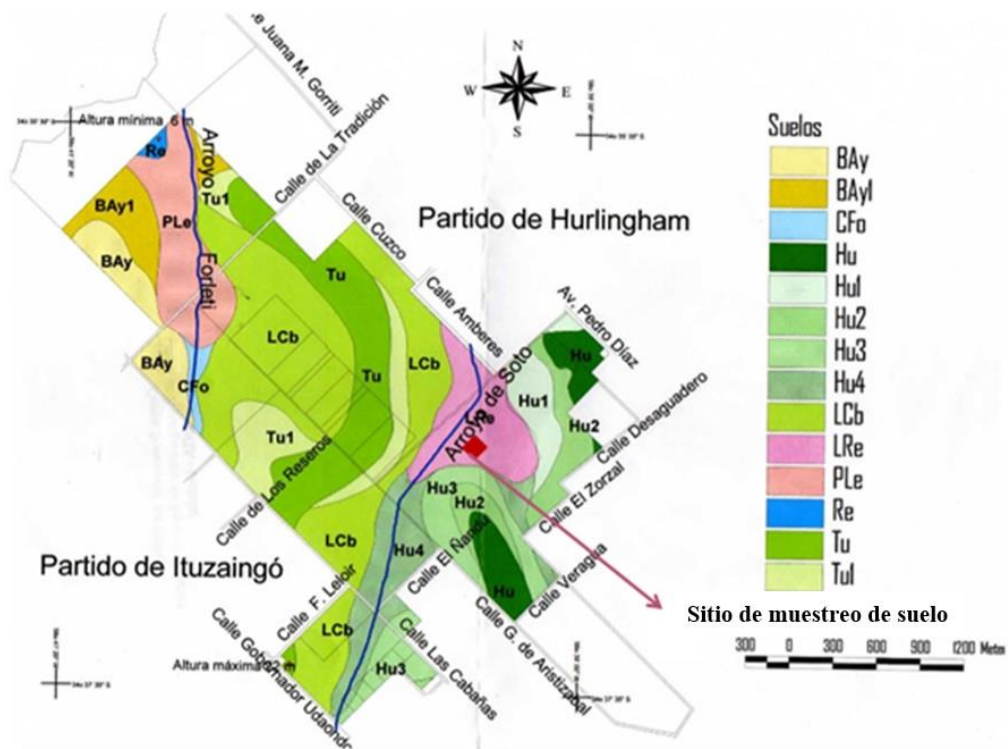 e Juana M. Gorriti
Calle de La Tradición
Calle Cuzco
Calle Amberes
Av. Pedro Díaz
Calle Desaguadero
Calle El Zorzal
Calle Veragua
Calle G. de Aristizabal
Calle El Ñandú
Calle Las Cabañas
Calle F. Leloir
Calle Gobernador Udaondo
Calle de Los Reseros
N
W
E
S
Altura mínima 6 m
Altura máxima 22 m
Partido de Hurlingham
Partido de Ituzaingó
Arroyo Forleti
Arroyo de Soto
Re
BAy1
PLe
Tu1
BAy
Tu
LCb
BAy
CFo
LCb
Tu
Tu1
LCb
Hu
Hu1
Hu2
Hu3
Hu2
Hu4
Hu
LCb
Hu3
Suelos
BAy
BAy1
CFo
Hu
Hu1
Hu2
Hu3
Hu4
LCb
LRe
PLe
Re
Tu
Tu1
Sitio de muestreo de suelo
300 0 300 600 900 1200 Metos